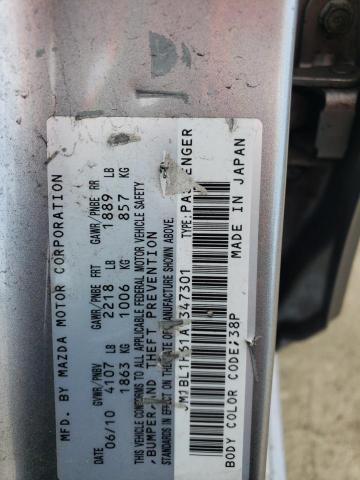 MFD. BY MAZDA MOTOR CORPORATION
GVWR/PNBV GAWR/PNBE FRT GAWR/PNBE RR
06/10 4107 LB 2218 LB 1889 LB
1863 KG 1006 KG 857 KG
THIS VEHICLE CONFORMS TO ALL APPLICABLE FEDERAL MOTOR VEHICLE SAFETY
, BUMPER, AND THEFT PREVENTION
STANDARDS IN EFFECT ON THE DATE OF MANUFACTURE SHOWN ABOVE.
347301 TYPE:
BODY COLOR CODE;38P MADE IN JAPAN